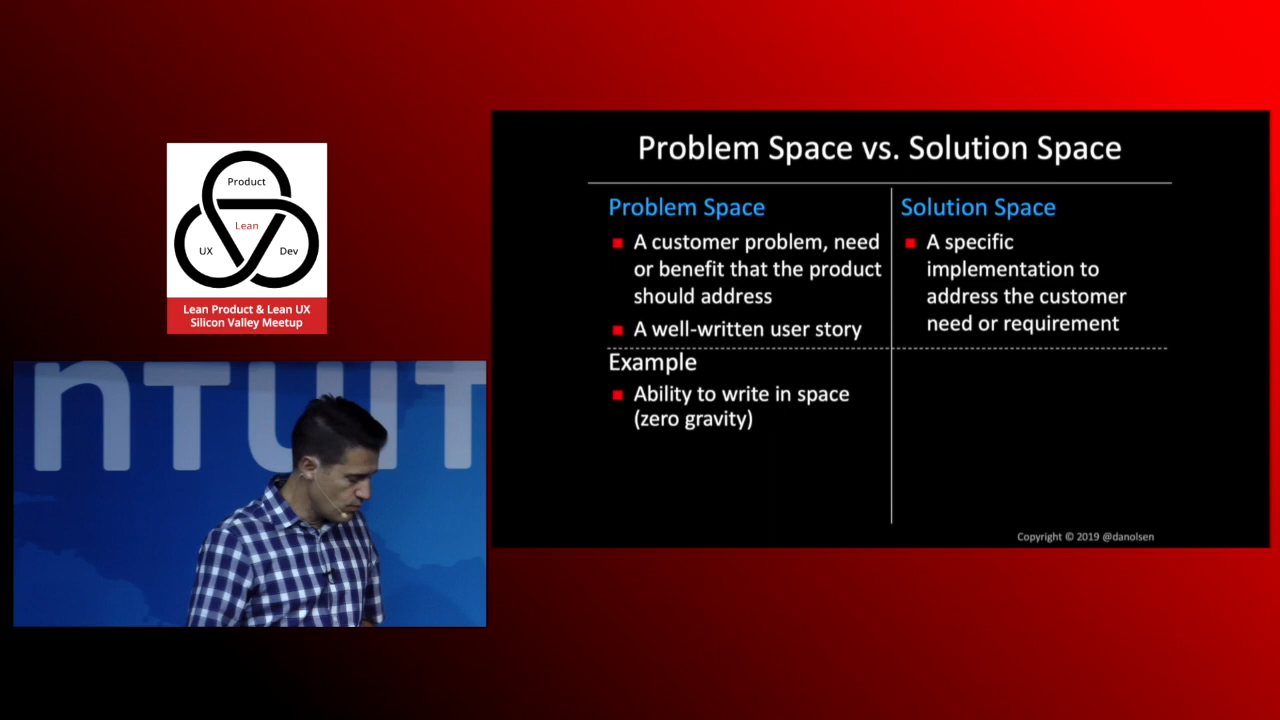 Product
Lean
UX
Dev
Lean Product & Lean UX
Silicon Valley Meetup
nTUIT
Problem Space vs. Solution Space
Problem Space
A customer problem, need
or benefit that the product
should address
A well-written user story
Example
Ability to write in space
(zero gravity)
Solution Space
A specific
implementation to
address the customer
need or requirement
Copyright © 2019 @danolsen